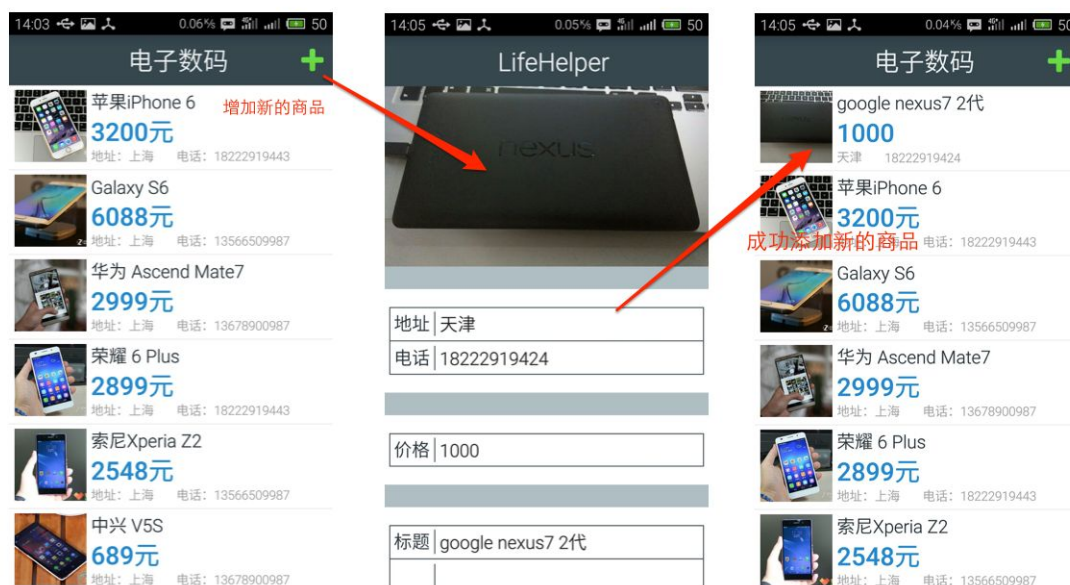 14:03 0.06K/s 4G 50
电子数码
增加新的商品
苹果iPhone 6
3200元
地址：上海 电话：18222919443
Galaxy S6
6088元
地址：上海 电话：13566509987
华为 Ascend Mate7
2999元
地址：上海 电话：13678900987
荣耀 6 Plus
2899元
地址：上海 电话：18222919443
索尼Xperia Z2
2548元
地址：上海 电话：13566509987
中兴 V5S
689元
地址：上海 电话：13678900987
14:05 0.05K/s 4G 50
LifeHelper
nexus
地址 天津
电话 18222919424
价格 1000
标题 google nexus7 2代
14:05 0.04K/s 4G 50
电子数码
google nexus7 2代
1000
天津 18222919424
苹果iPhone 6
3200元
成功添加新的商品
上海 电话：18222919443
Galaxy S6
6088元
地址：上海 电话：13566509987
华为 Ascend Mate7
2999元
地址：上海 电话：13678900987
荣耀 6 Plus
2899元
地址：上海 电话：18222919443
索尼Xperia Z2
2548元
地址：上海 电话：13566509987